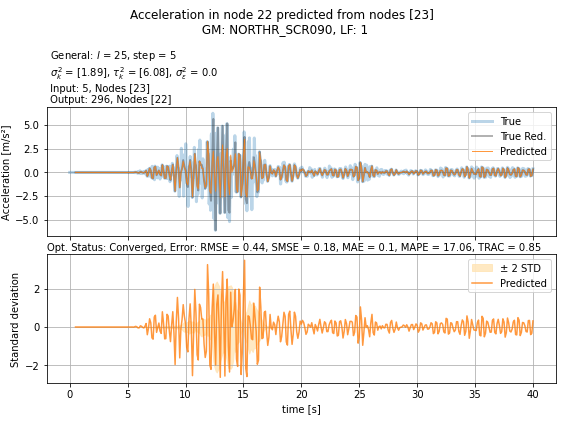 Acceleration in node 22 predicted from nodes [23]
GM: NORTHR_SCR090, LF: 1
General: l = 25, step = 5
σ²ₖ = [1.89], τ²ₖ = [6.08], σ²ε = 0.0
Input: 5, Nodes [23]
Output: 296, Nodes [22]
Acceleration [m/s²]
5.0
2.5
0.0
−2.5
−5.0
True
True Red.
Predicted
Opt. Status: Converged, Error: RMSE = 0.44, SMSE = 0.18, MAE = 0.1, MAPE = 17.06, TRAC = 0.85
Standard deviation
2
0
−2
± 2 STD
Predicted
0 5 10 15 20 25 30 35 40
time [s]